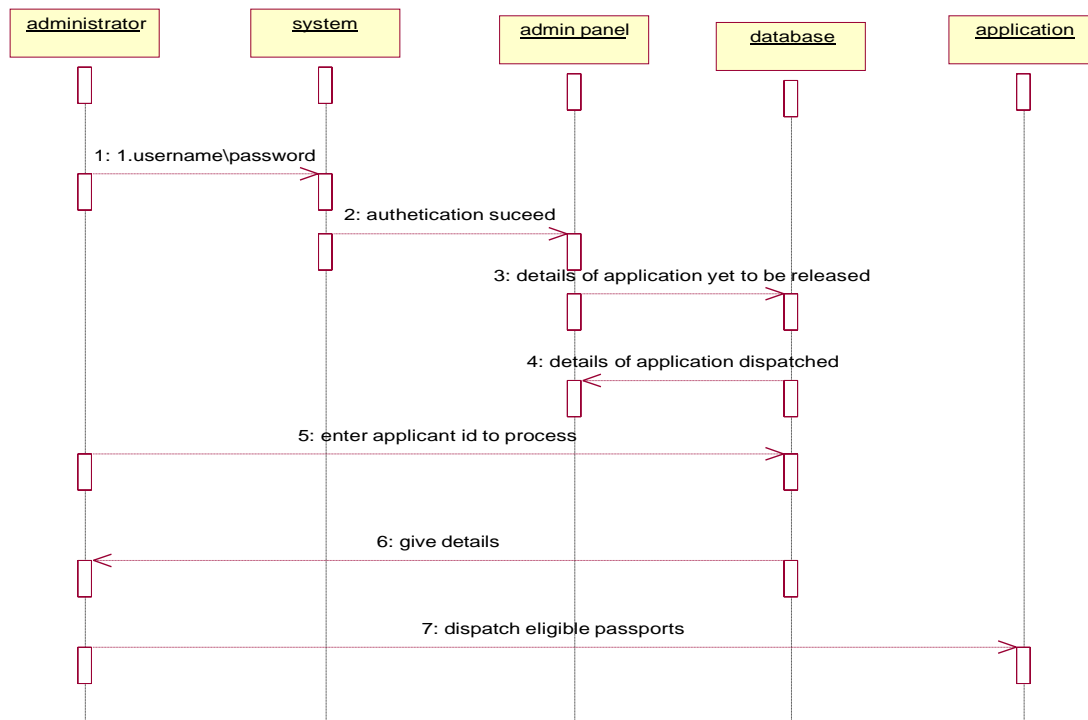 administrator
system
admin panel
database
application
1: 1.username\password
2: authetication suceed
3: details of application yet to be released
4: details of application dispatched
5: enter applicant id to process
6: give details
7: dispatch eligible passports